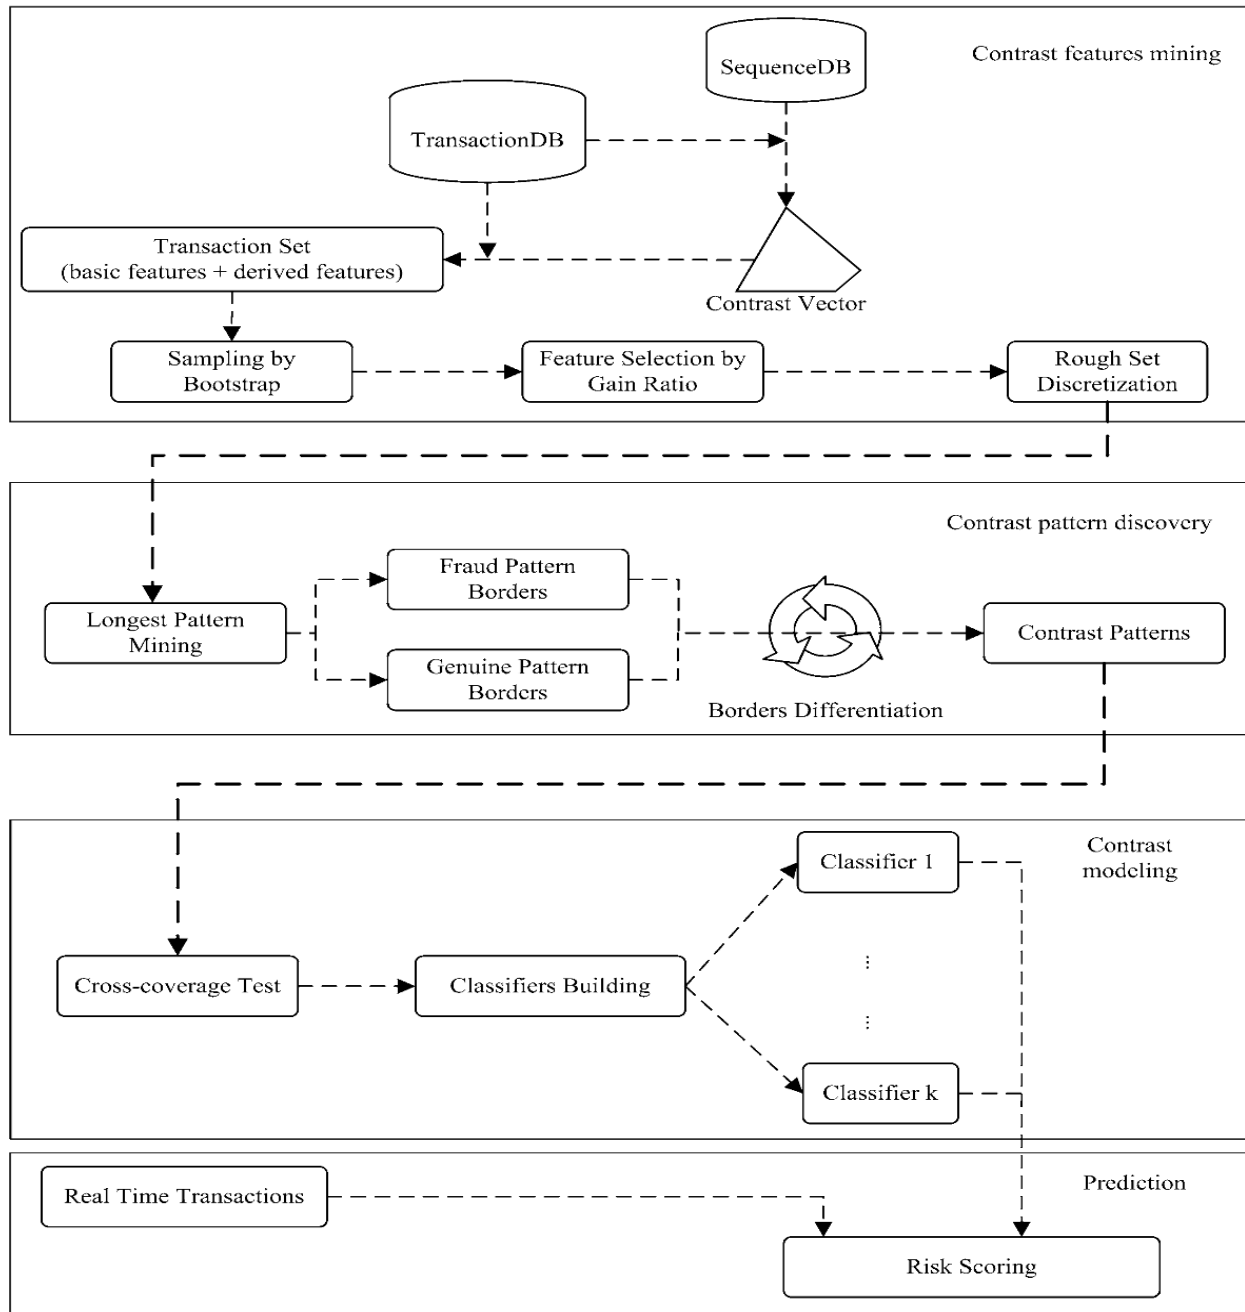 SequenceDB
Contrast features mining
TransactionDB
Transaction Set
(basic features + derived features)
Contrast Vector
Sampling by
Bootstrap
Feature Selection by
Gain Ratio
Rough Set
Discretization
Contrast pattern discovery
Fraud Pattern
Borders
Longest Pattern
Mining
Contrast Patterns
Genuine Pattern
Borders
Borders Differentiation
Contrast
modeling
Classifier 1
...
Cross-coverage Test
Classifiers Building
...
Classifier k
Real Time Transactions
Prediction
Risk Scoring